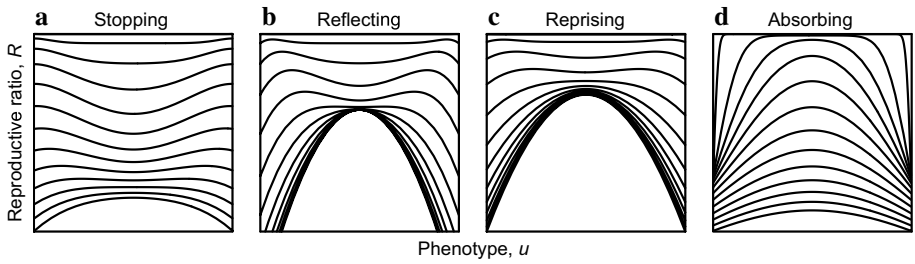 a Stopping
b Reflecting
c Reprising
d Absorbing
Reproductive ratio, R
Phenotype, u